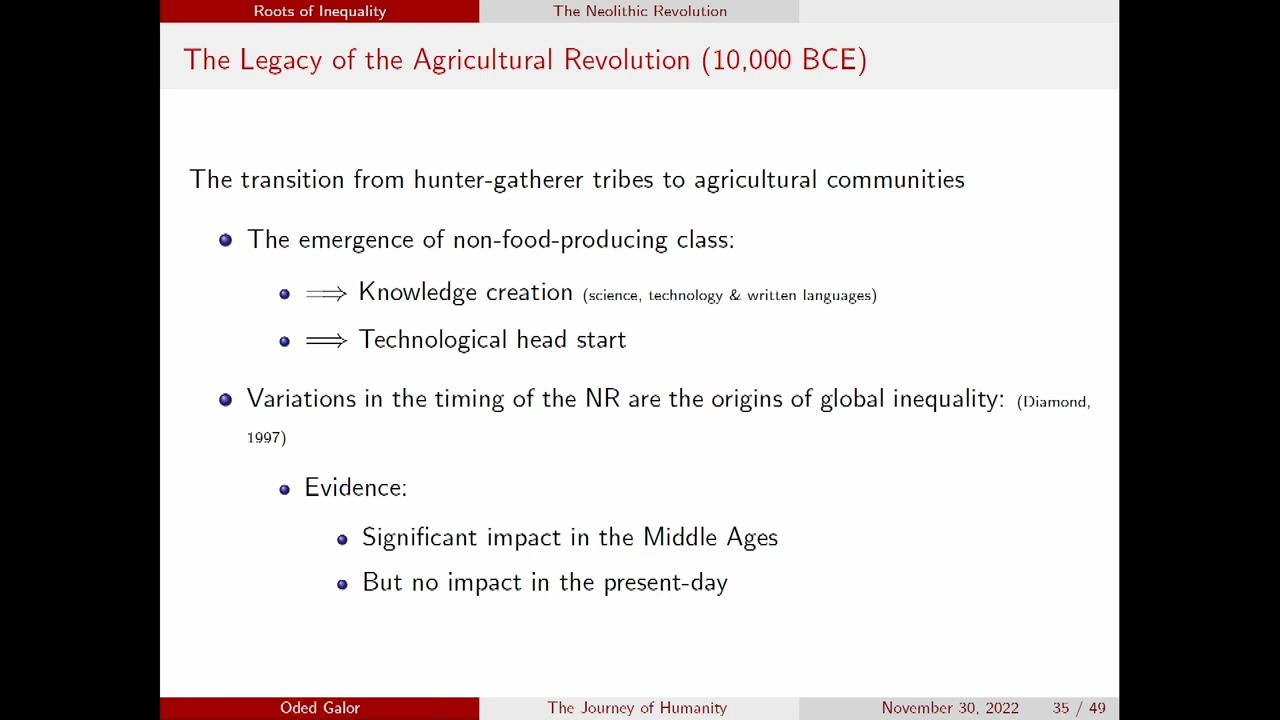 Roots of Inequality The Neolithic Revolution
The Legacy of the Agricultural Revolution (10,000 BCE)
The transition from hunter-gatherer tribes to agricultural communities
The emergence of non-food-producing class:
⟹ Knowledge creation (science, technology & written languages)
⟹ Technological head start
Variations in the timing of the NR are the origins of global inequality: (Diamond,
1997)
Evidence:
Significant impact in the Middle Ages
But no impact in the present-day
Oded Galor The Journey of Humanity November 30, 2022 35 / 49